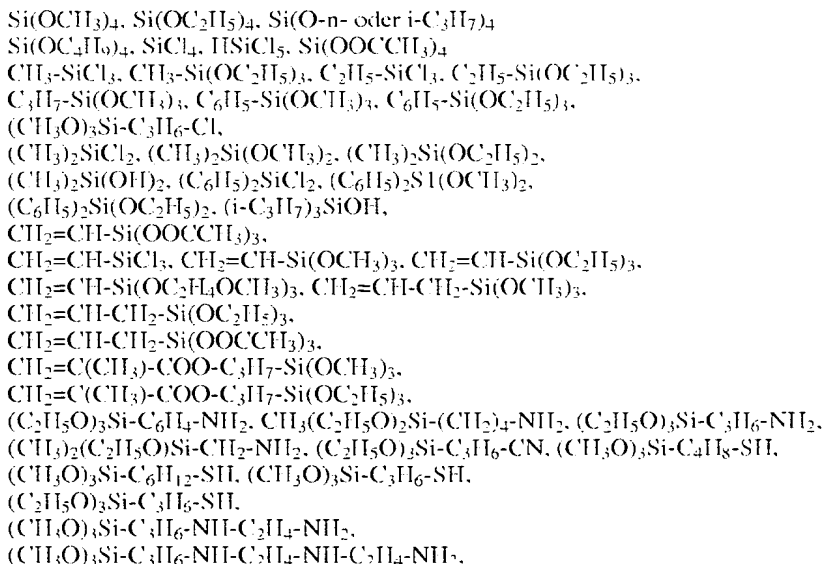 Si(OCH₃)₄, Si(OC₂H₅)₄, Si(O-n- oder i-C₃H₇)₄
Si(OC₄H₉)₄, SiCl₄, HSiCl₅, Si(OOCCH₃)₄
CH₃-SiCl₃, CH₃-Si(OC₂H₅)₃, C₂H₅-SiCl₃, C₂H₅-Si(OC₂H₅)₃,
C₃H₇-Si(OCH₃)₃, C₆H₅-Si(OCH₃)₃, C₆H₅-Si(OC₂H₅)₃,
(CH₃O)₃Si-C₃H₆-Cl,
(CH₃)₂SiCl₂, (CH₃)₂Si(OCH₃)₂, (CH₃)₂Si(OC₂H₅)₂,
(CH₃)₂Si(OH)₂, (C₆H₅)₂SiCl₂, (C₆H₅)₂S1(OCH₃)₂,
(C₆H₅)₂Si(OC₂H₅)₂, (i-C₃H₇)₃SiOH,
CH₂=CH-Si(OOCCH₃)₃,
CH₂=CH-SiCl₃, CH₂=CH-Si(OCH₃)₃, CH₂=CH-Si(OC₂H₅)₃,
CH₂=CH-Si(OC₂H₄OCH₃)₃, CH₂=CH-CH₂-Si(OCH₃)₃,
CH₂=CH-CH₂-Si(OC₂H₅)₃,
CH₂=CH-CH₂-Si(OOCCH₃)₃,
CH₂=C(CH₃)-COO-C₃H₇-Si(OCH₃)₃,
CH₂=C(CH₃)-COO-C₃H₇-Si(OC₂H₅)₃,
(C₂H₅O)₃Si-C₆H₄-NH₂, CH₃(C₂H₅O)₂Si-(CH₂)₄-NH₂, (C₂H₅O)₃Si-C₃H₆-NH₂,
(CH₃)₂(C₂H₅O)Si-CH₂-NH₂, (C₂H₅O)₃Si-C₃H₆-CN, (CH₃O)₃Si-C₄H₈-SH,
(CH₃O)₃Si-C₆H₁₂-SH, (CH₃O)₃Si-C₃H₆-SH,
(C₂H₅O)₃Si-C₃H₆-SH,
(CH₃O)₃Si-C₃H₆-NH-C₂H₄-NH₂,
(CH₃O)₃Si-C₃H₆-NH-C₂H₄-NH-C₂H₄-NH₂,